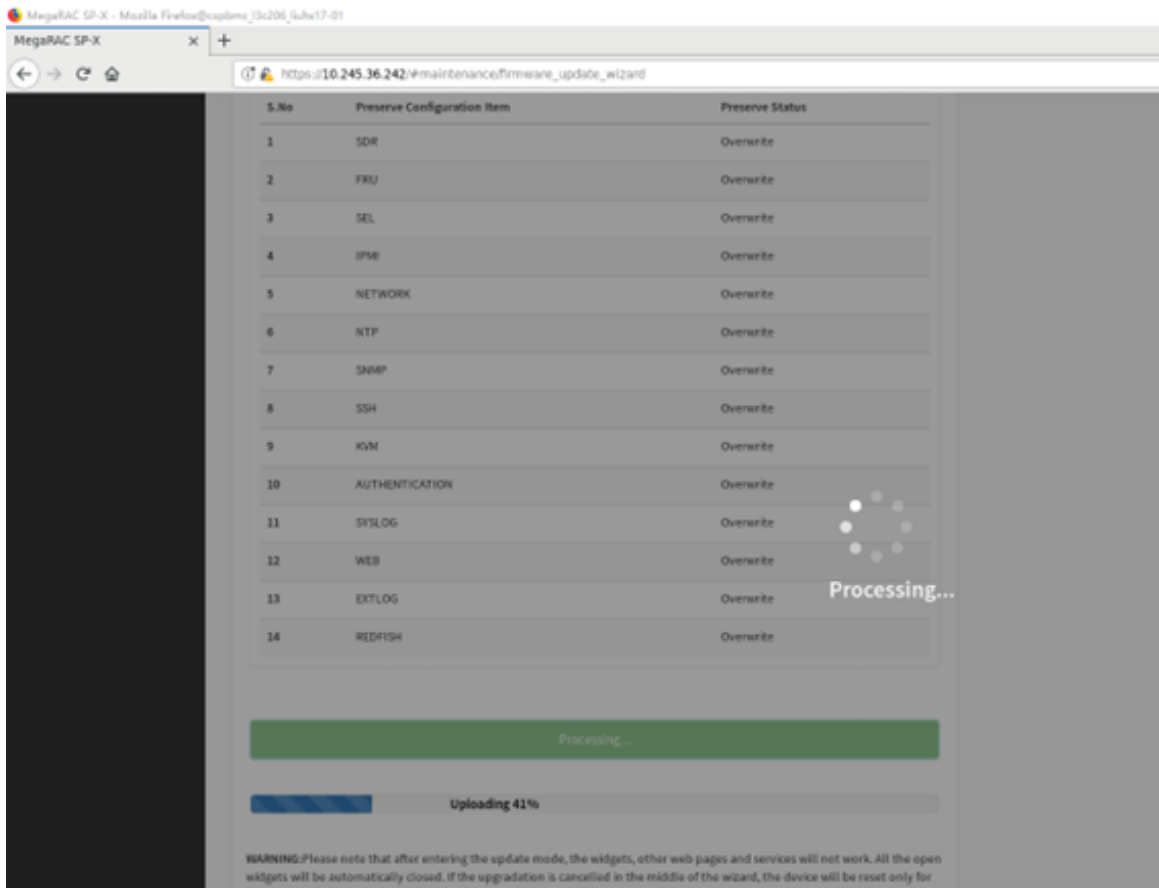 MegaRAC SP-X - Mozilla Firefox
MegaRAC SP-X
https://10.245.36.242/#maintenance/firmware_update_wizard
S.No Preserve Configuration Item Preserve Status
1 SDR Overwrite
2 FRU Overwrite
3 SEL Overwrite
4 IPMI Overwrite
5 NETWORK Overwrite
6 NTP Overwrite
7 SNMP Overwrite
8 SSH Overwrite
9 KVM Overwrite
10 AUTHENTICATION Overwrite
11 SYSLOG Overwrite
12 WEB Overwrite
Processing...
13 EXTLOG Overwrite
14 REDFISH Overwrite
Processing...
Uploading 41%
WARNING:Please note that after entering the update mode, the widgets, other web pages and services will not work. All the open
widgets will be automatically closed. If the upgradation is cancelled in the middle of the wizard, the device will be reset only for